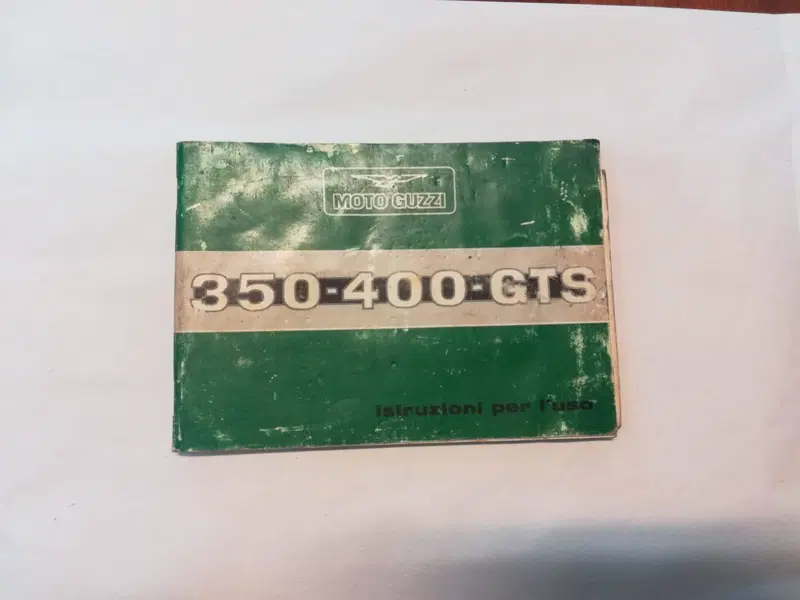 MOTO GUZZI
350-400-GTS
istruzioni per l'uso